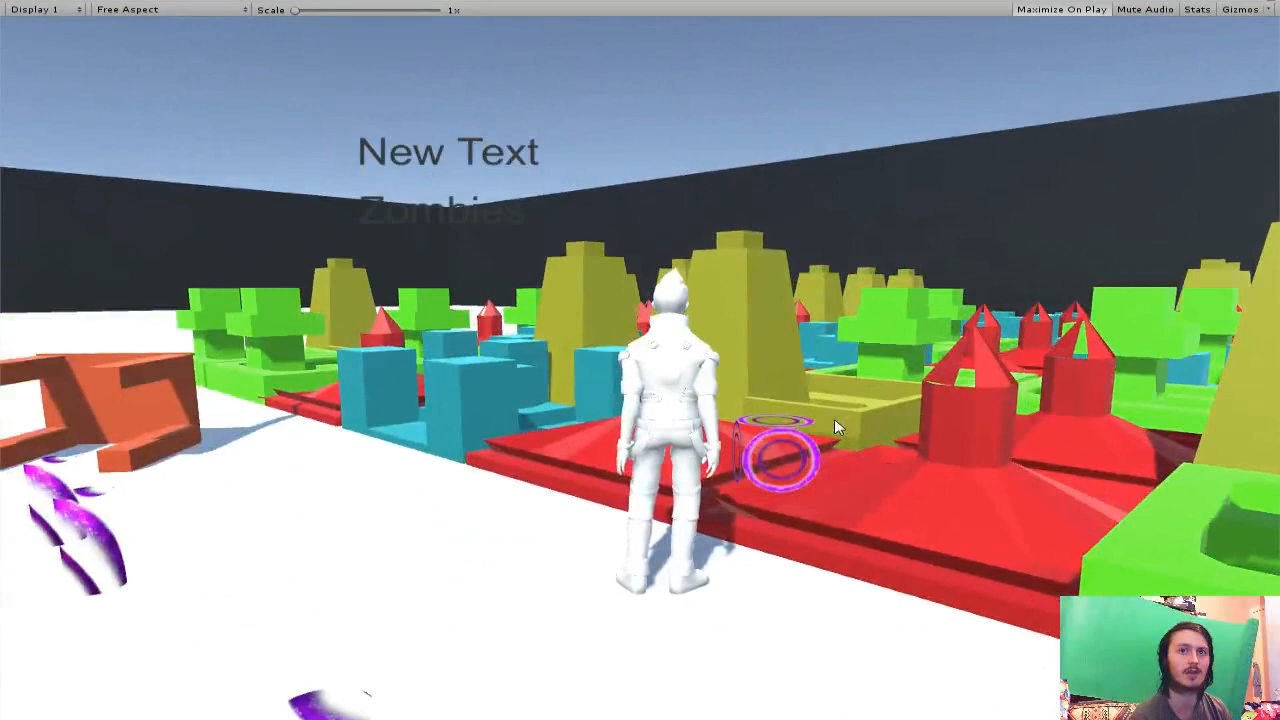 Display 1 Free Aspect Scale 1x Maximize On Play Mute Audio Stats Gizmos
New Text
Zombies